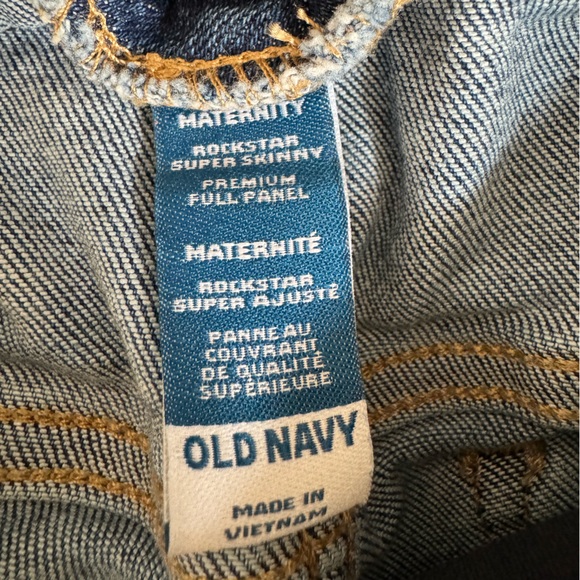 MATERNITY
ROCKSTAR
SUPER SKINNY
PREMIUM
FULL PANEL
MATERNITÉ
ROCKSTAR
SUPER AJUSTÉ
PANNEAU
COUVRANT
DE QUALITÉ
SUPÉRIEURE
OLD NAVY
MADE IN
VIETNAM